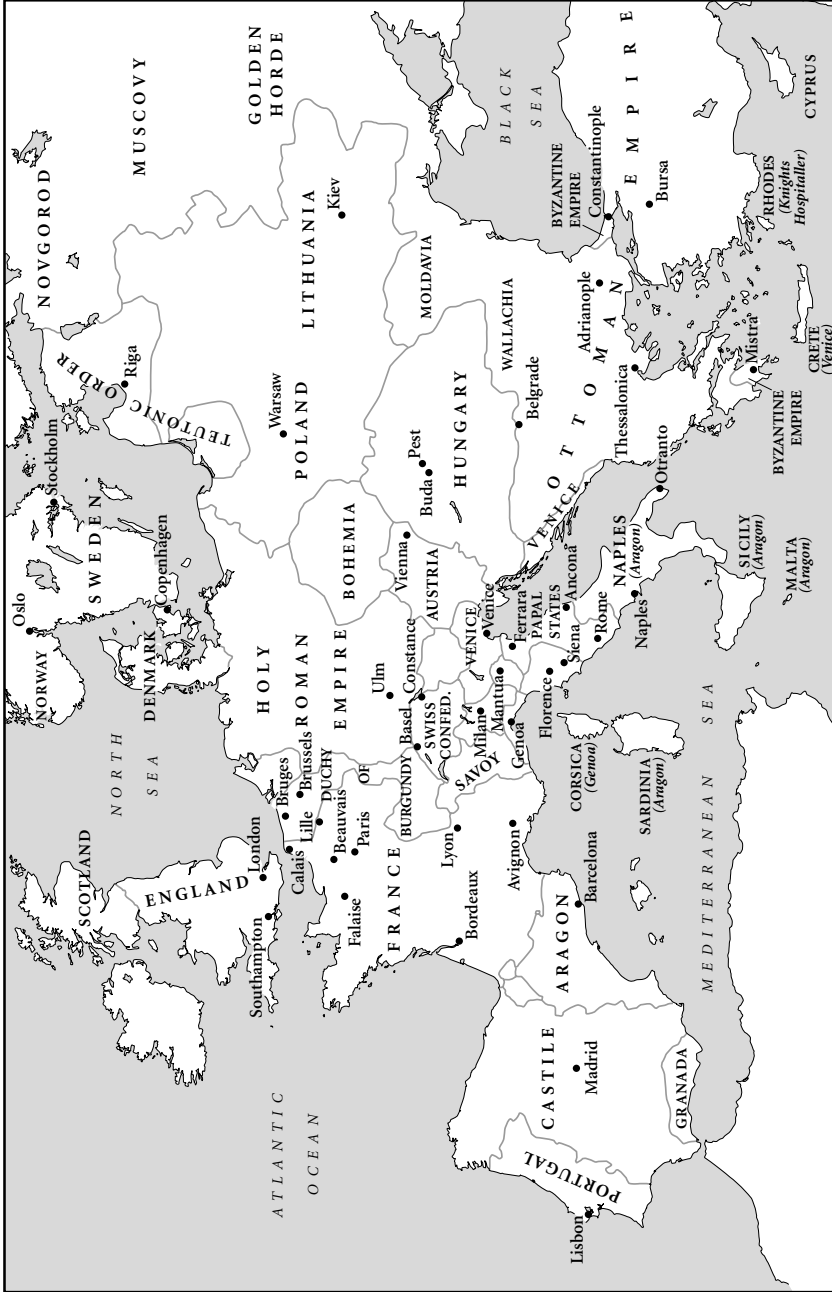 NOVGOROD
MUSCOVY
GOLDEN
HORDE
Oslo
NORWAY
SWEDEN
Stockholm
TEUTONIC ORDER
Riga
SCOTLAND
NORTH
SEA
DENMARK
Copenhagen
ENGLAND
London
Southampton
ATLANTIC
OCEAN
Calais
Bruges
Lille
Brussels
DUCHY
OF
BURGUNDY
Beauvais
Paris
Falaise
FRANCE
HOLY
ROMAN
EMPIRE
BOHEMIA
Warsaw
POLAND
LITHUANIA
Kiev
Ulm
Constance
Basel
SWISS
CONFED.
Vienna
AUSTRIA
Buda
Pest
HUNGARY
MOLDAVIA
WALLACHIA
Belgrade
BLACK
SEA
Lyon
Bordeaux
Avignon
SAVOY
Milan
Mantua
Genoa
VENICE
Venice
Ferrara
PAPAL
STATES
Ancona
Florence
Siena
Rome
VENICE
NAPLES
(Aragon)
Naples
Otranto
OTTOMAN
EMPIRE
Adrianople
BYZANTINE
EMPIRE
Constantinople
Bursa
Thessalonica
Mistra
BYZANTINE
EMPIRE
PORTUGAL
Lisbon
CASTILE
Madrid
ARAGON
Barcelona
GRANADA
CORSICA
(Genoa)
SARDINIA
(Aragon)
MEDITERRANEAN SEA
SICILY
(Aragon)
MALTA
(Aragon)
CRETE
(Venice)
RHODES
(Knights
Hospitaller)
CYPRUS